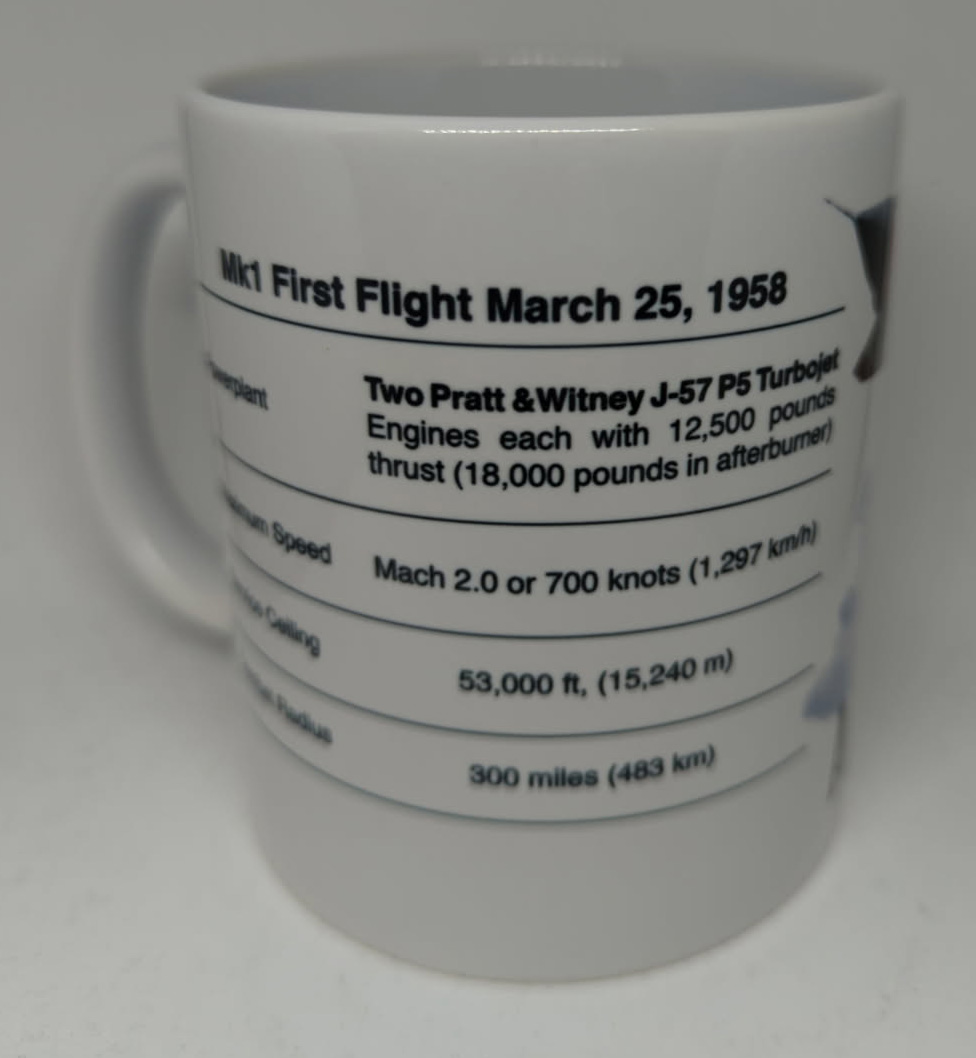 Mk1 First Flight March 25, 1958
Two Pratt &Witney J-57 P5 Turbojet
Engines each with 12,500 pounds
thrust (18,000 pounds in afterburner)
Speed Mach 2.0 or 700 knots (1,297 km/h)
Ceiling 53,000 ft, (15,240 m)
Radius 300 miles (483 km)